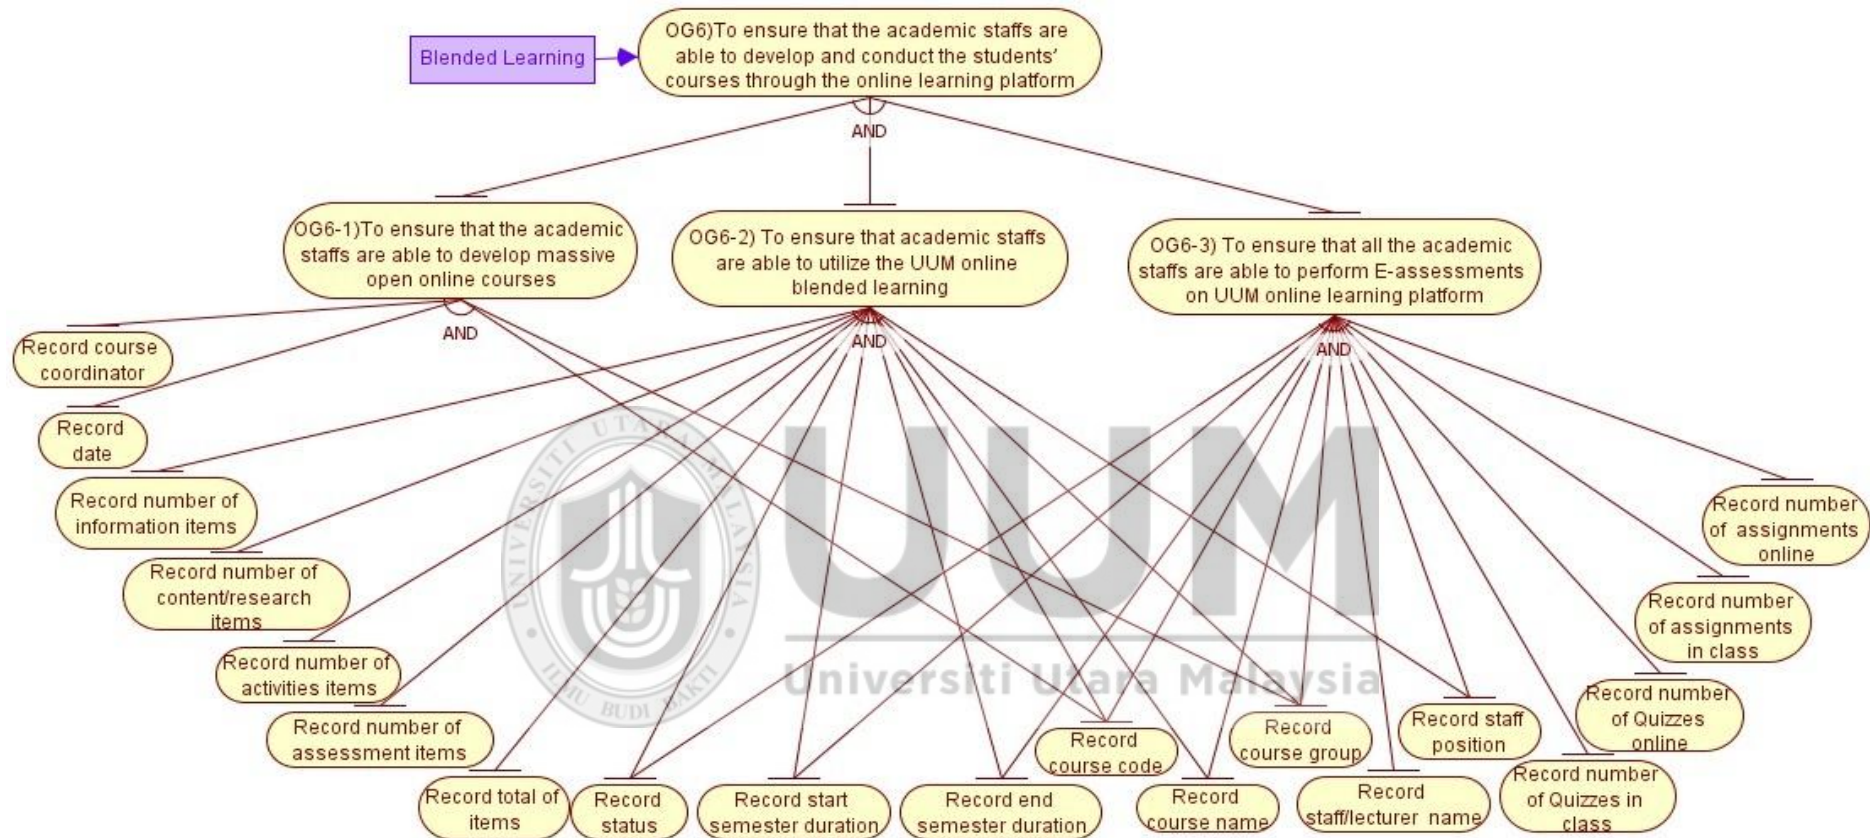 Blended Learning
OG6)To ensure that the academic staffs are
able to develop and conduct the students'
courses through the online learning platform
AND
OG6-1)To ensure that the academic
staffs are able to develop massive
open online courses
OG6-2) To ensure that academic staffs
are able to utilize the UUM online
blended learning
OG6-3) To ensure that all the academic
staffs are able to perform E-assessments
on UUM online learning platform
AND
AND
AND
Record course
coordinator
Record
date
Record number of
information items
Record number of
content/research
items
Record number of
activities items
Record number of
assessment items
Record total of
items
Record
status
Record start
semester duration
Record end
semester duration
Record
course code
Record
course name
Record
course group
Record
staff/lecturer name
Record staff
position
Record number
of Quizzes in
class
Record number
of Quizzes
online
Record number
of assignments
in class
Record number
of assignments
online
UNIVERSITI UTARA MALAYSIA
ILMU BUDI BAKTI
UUM
Universiti Utara Malaysia